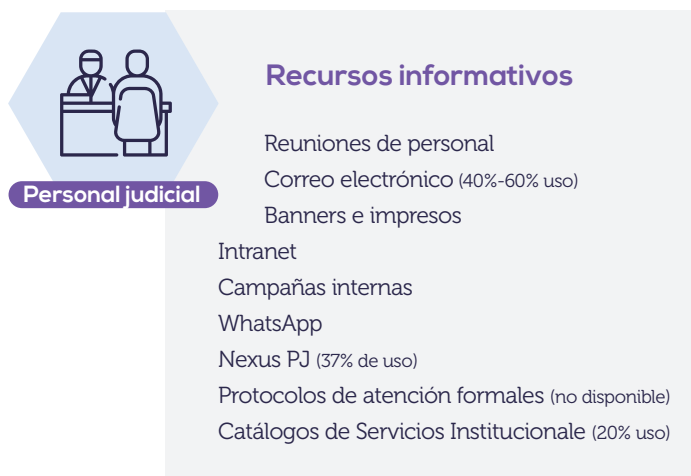 Recursos informativos
Reuniones de personal
Correo electrónico (40%-60% uso)
Personal judicial
Banners e impresos
Intranet
Campañas internas
WhatsApp
Nexus PJ (37% de uso)
Protocolos de atención formales (no disponible)
Catálogos de Servicios Institucionale (20% uso)